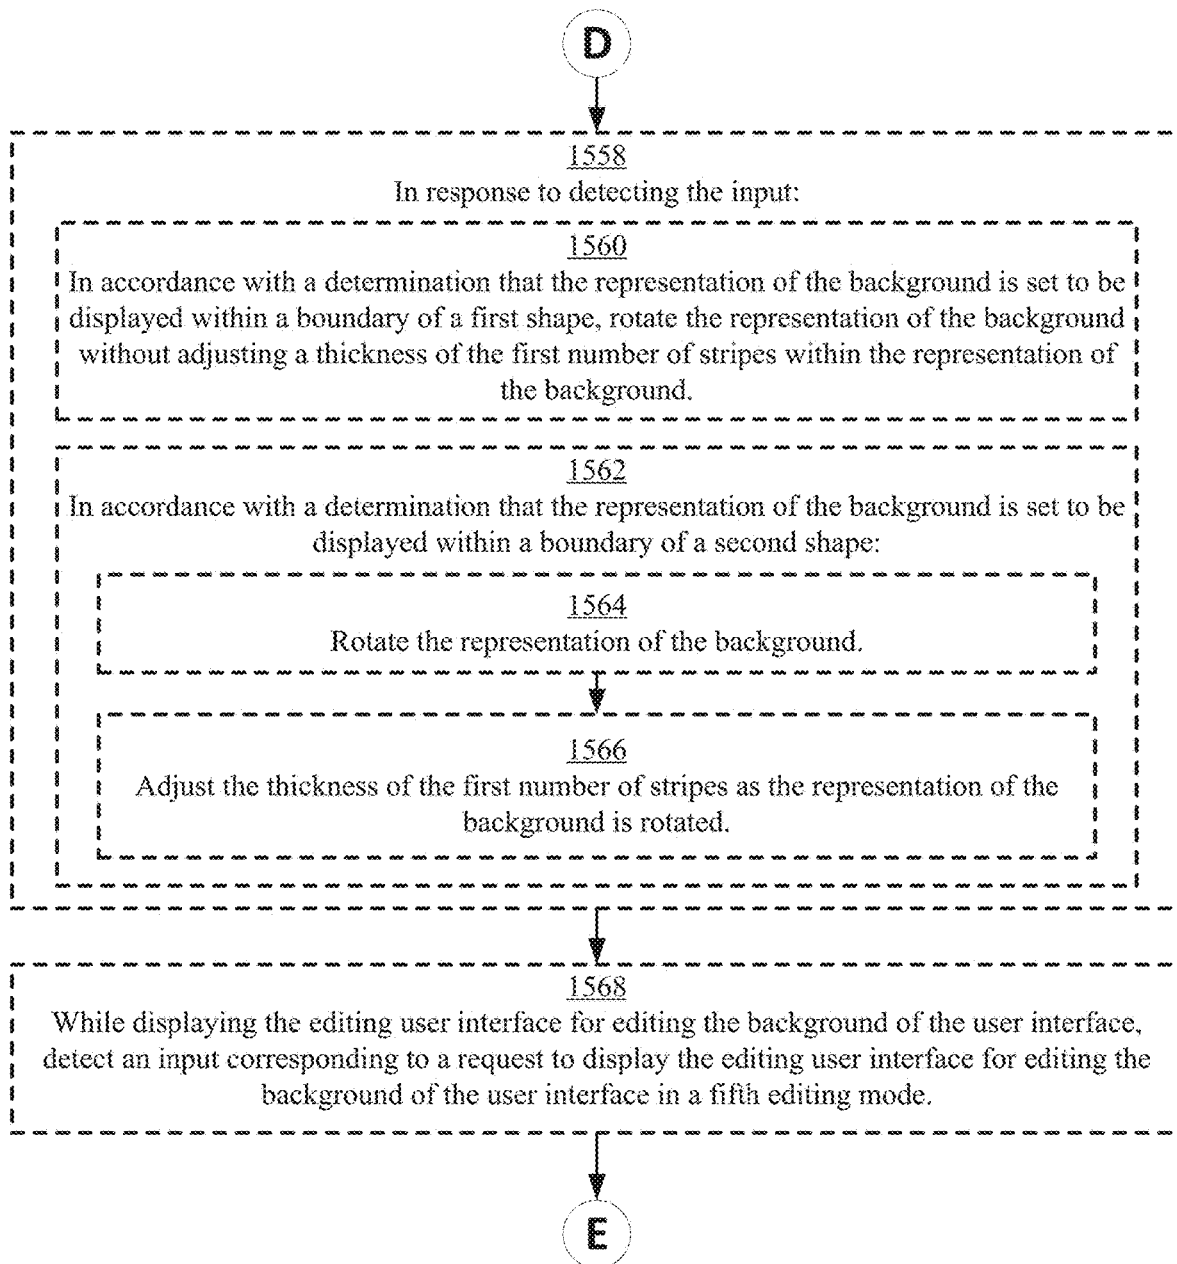 D
1558
In response to detecting the input:
1560
In accordance with a determination that the representation of the background is set to be
displayed within a boundary of a first shape, rotate the representation of the background
without adjusting a thickness of the first number of stripes within the representation of
the background.
1562
In accordance with a determination that the representation of the background is set to be
displayed within a boundary of a second shape:
1564
Rotate the representation of the background.
1566
Adjust the thickness of the first number of stripes as the representation of the
background is rotated.
1568
While displaying the editing user interface for editing the background of the user interface,
detect an input corresponding to a request to display the editing user interface for editing the
background of the user interface in a fifth editing mode.
E